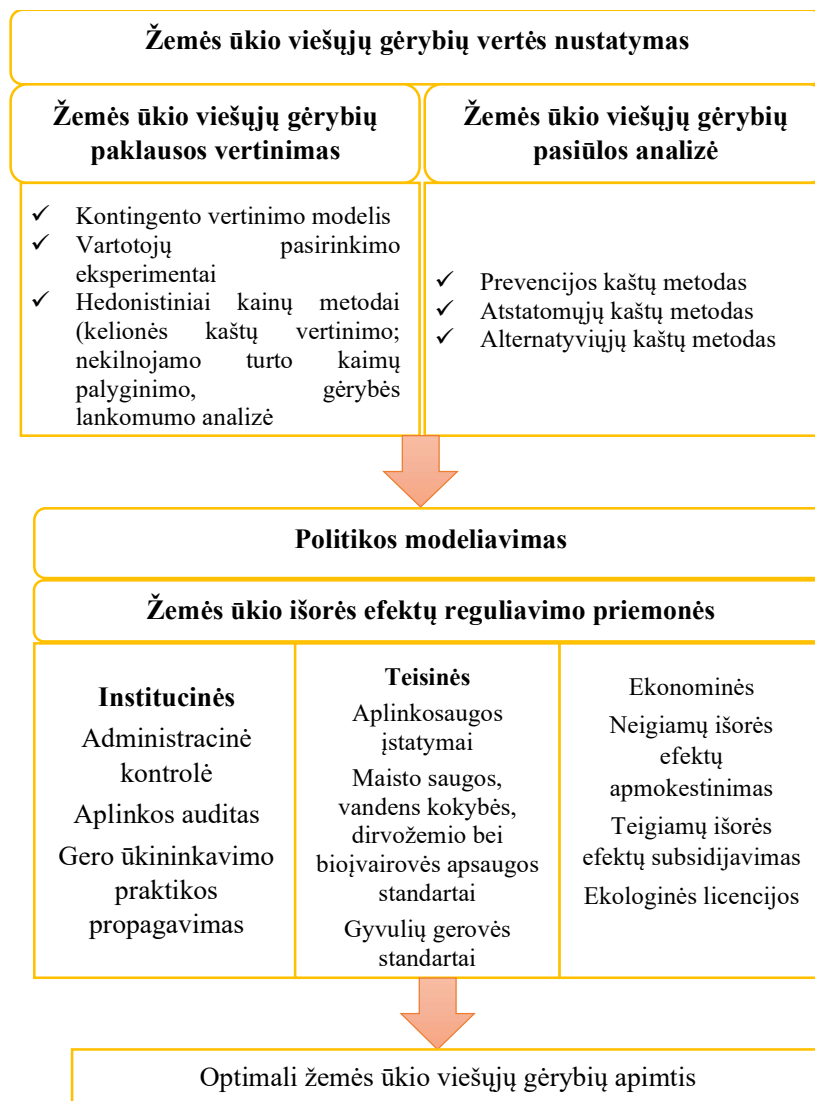 Žemės ūkio viešųjų gėrybių vertės nustatymas
Žemės ūkio viešųjų gėrybių
paklausos vertinimas
Žemės ūkio viešųjų gėrybių
pasiūlos analizė
✓ Kontingento vertinimo modelis
✓ Vartotojų pasirinkimo
eksperimentai
✓ Hedonistiniai kainų metodai
(kelionės kaštų vertinimo;
nekilnojamo turto kaimų
palyginimo, gėrybės
lankomumo analizė
✓ Prevencijos kaštų metodas
✓ Atstatomųjų kaštų metodas
✓ Alternatyviųjų kaštų metodas
Politikos modeliavimas
Žemės ūkio išorės efektų reguliavimo priemonės
Institucinės
Administracinė
kontrolė
Aplinkos auditas
Gero ūkininkavimo
praktikos
propagavimas
Teisinės
Aplinkosaugos
įstatymai
Maisto saugos,
vandens kokybės,
dirvožemio bei
bioįvairovės apsaugos
standartai
Gyvulių gerovės
standartai
Ekonominės
Neigiamų išorės
efektų
apmokestinimas
Teigiamų išorės
efektų subsidijavimas
Ekologinės licencijos
Optimali žemės ūkio viešųjų gėrybių apimtis